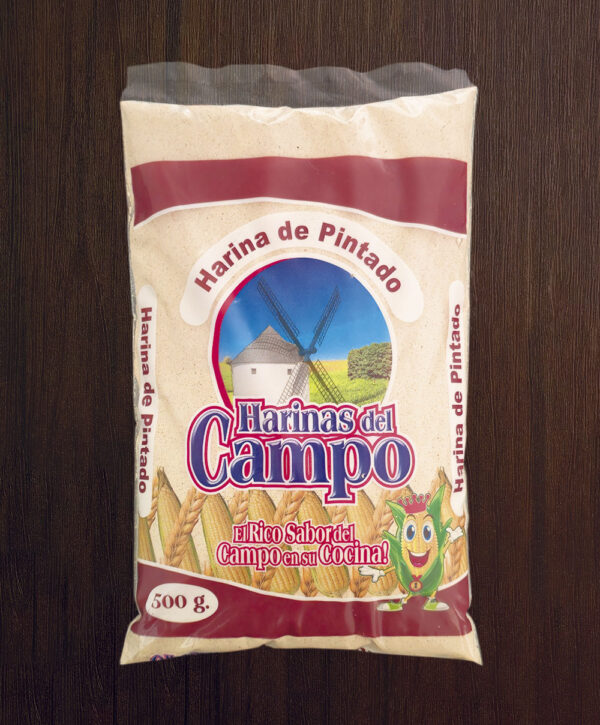 Harina de Pintado
Harina de Pintado
Harina de Pintado
Harinas del
Campo
El Rico Sabor del
Campo en su Cocina!
500 g.